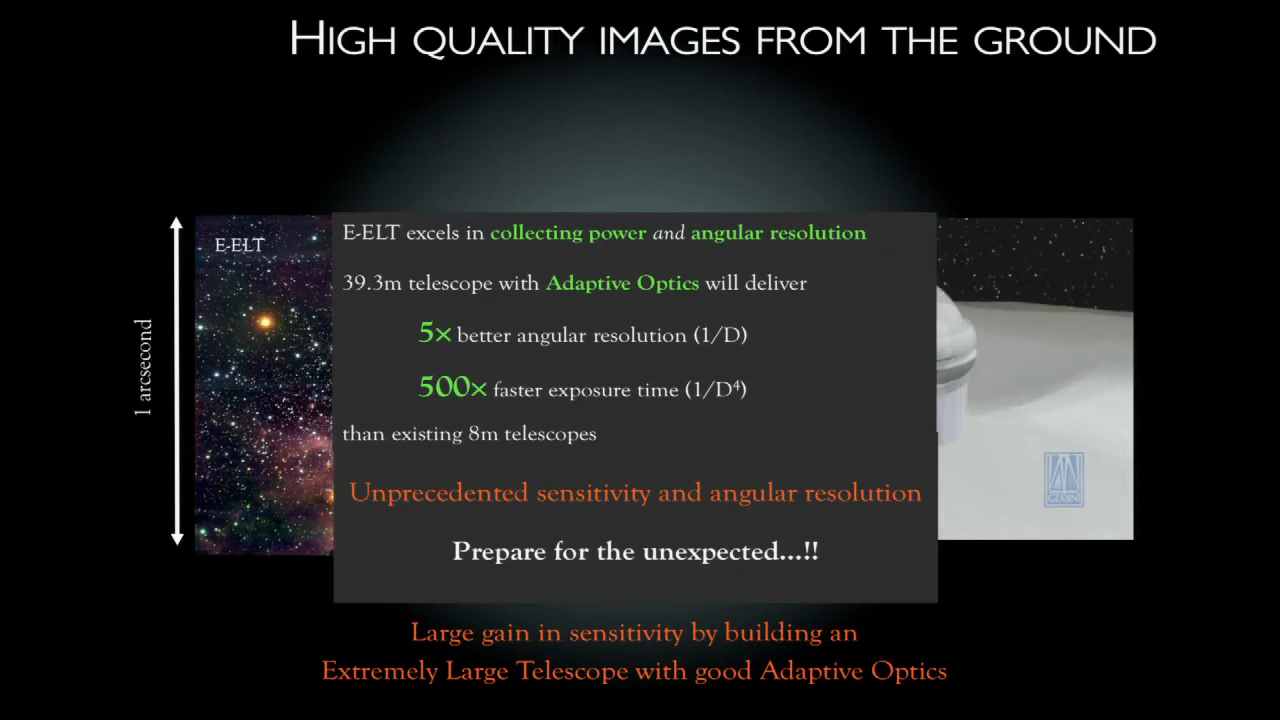 HIGH QUALITY IMAGES FROM THE GROUND
E-ELT
1 arcsecond
E-ELT excels in collecting power and angular resolution
39.3m telescope with Adaptive Optics will deliver
5× better angular resolution (1/D)
500× faster exposure time (1/D⁴)
than existing 8m telescopes
Unprecedented sensitivity and angular resolution
Prepare for the unexpected...!!
GEMINI
Large gain in sensitivity by building an
Extremely Large Telescope with good Adaptive Optics